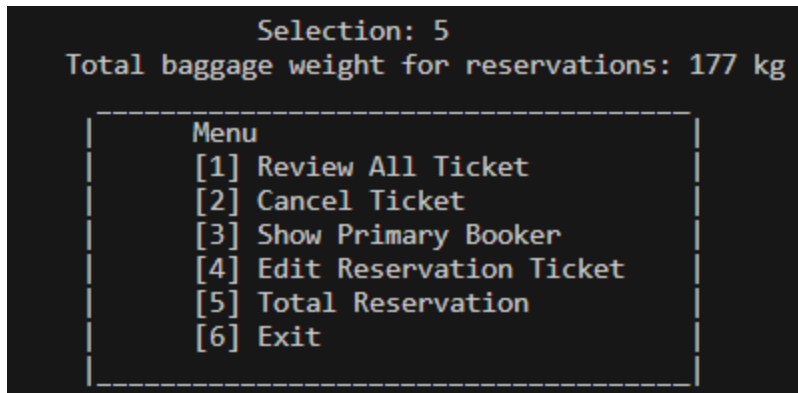 Selection: 5
Total baggage weight for reservations: 177 kg
Menu
[1] Review All Ticket
[2] Cancel Ticket
[3] Show Primary Booker
[4] Edit Reservation Ticket
[5] Total Reservation
[6] Exit